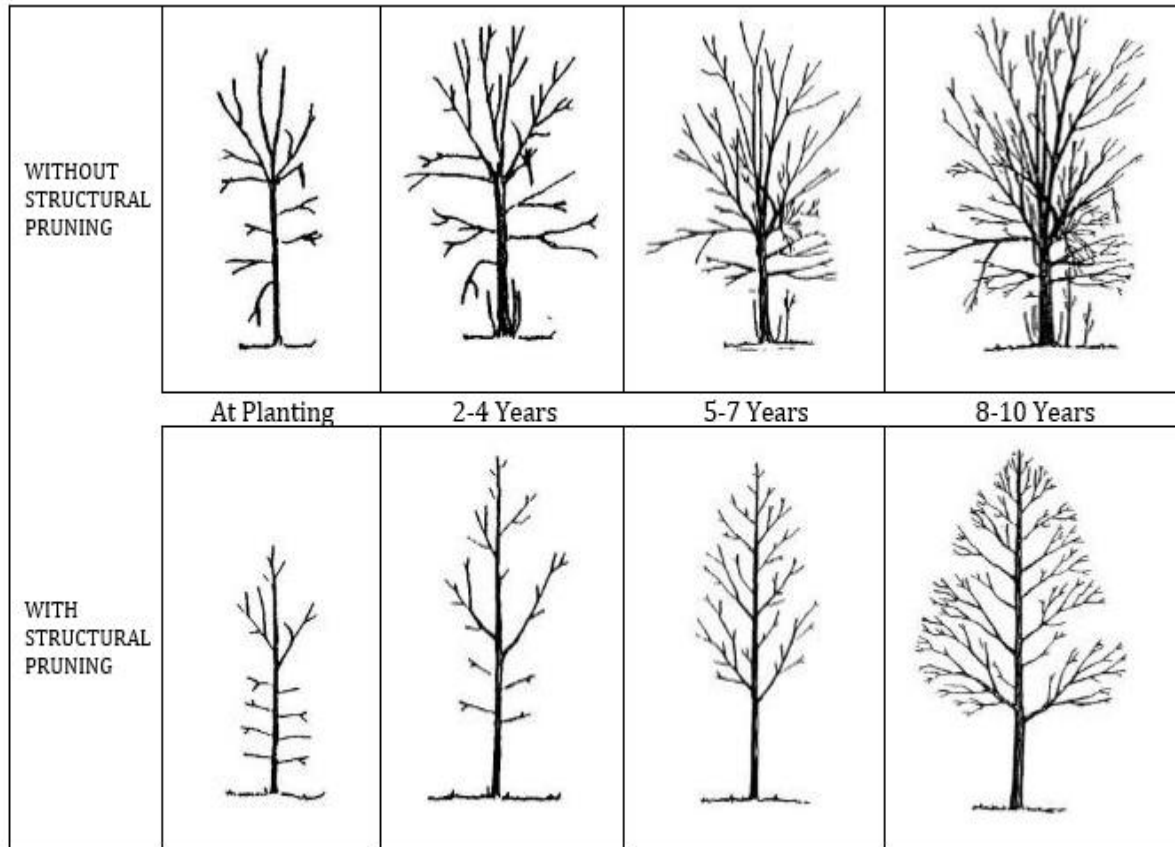 WITHOUT
STRUCTURAL
PRUNING
At Planting
2-4 Years
5-7 Years
8-10 Years
WITH
STRUCTURAL
PRUNING